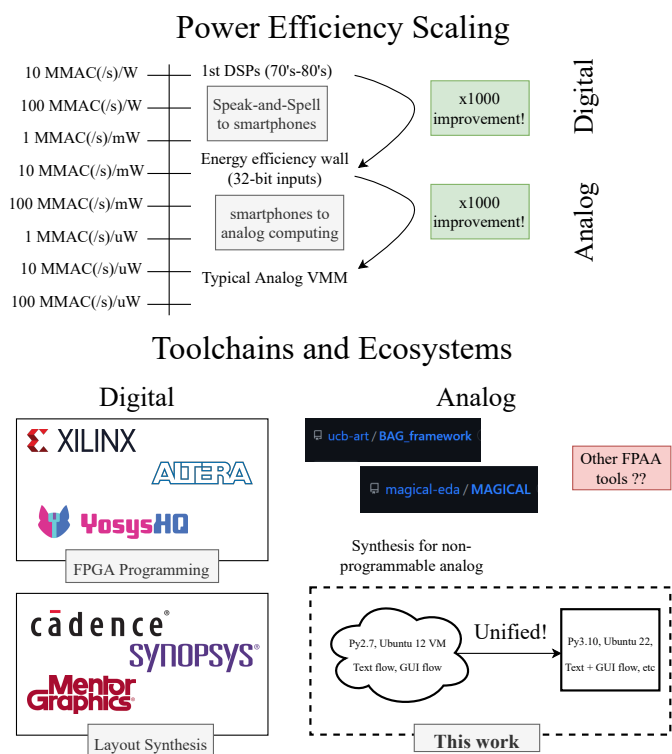 Power Efficiency Scaling
10 MMAC(/s)/W
100 MMAC(/s)/W
1 MMAC(/s)/mW
10 MMAC(/s)/mW
100 MMAC(/s)/mW
1 MMAC(/s)/uW
10 MMAC(/s)/uW
100 MMAC(/s)/uW
1st DSPs (70's-80's)
Speak-and-Spell
to smartphones
Energy efficiency wall
(32-bit inputs)
smartphones to
analog computing
Typical Analog VMM
x1000
improvement!
x1000
improvement!
Digital
Analog
Toolchains and Ecosystems
Digital
XILINX
ALTERA
YosysHQ
FPGA Programming
cādence®
SYNOPSYS®
Mentor
Graphics®
Layout Synthesis
Analog
ucb-art / BAG_framework
magical-eda / MAGICAL
Other FPAA
tools ??
Synthesis for non-
programmable analog
Py2.7, Ubuntu 12 VM
Text flow, GUI flow
Unified!
Py3.10, Ubuntu 22,
Text + GUI flow, etc
This work